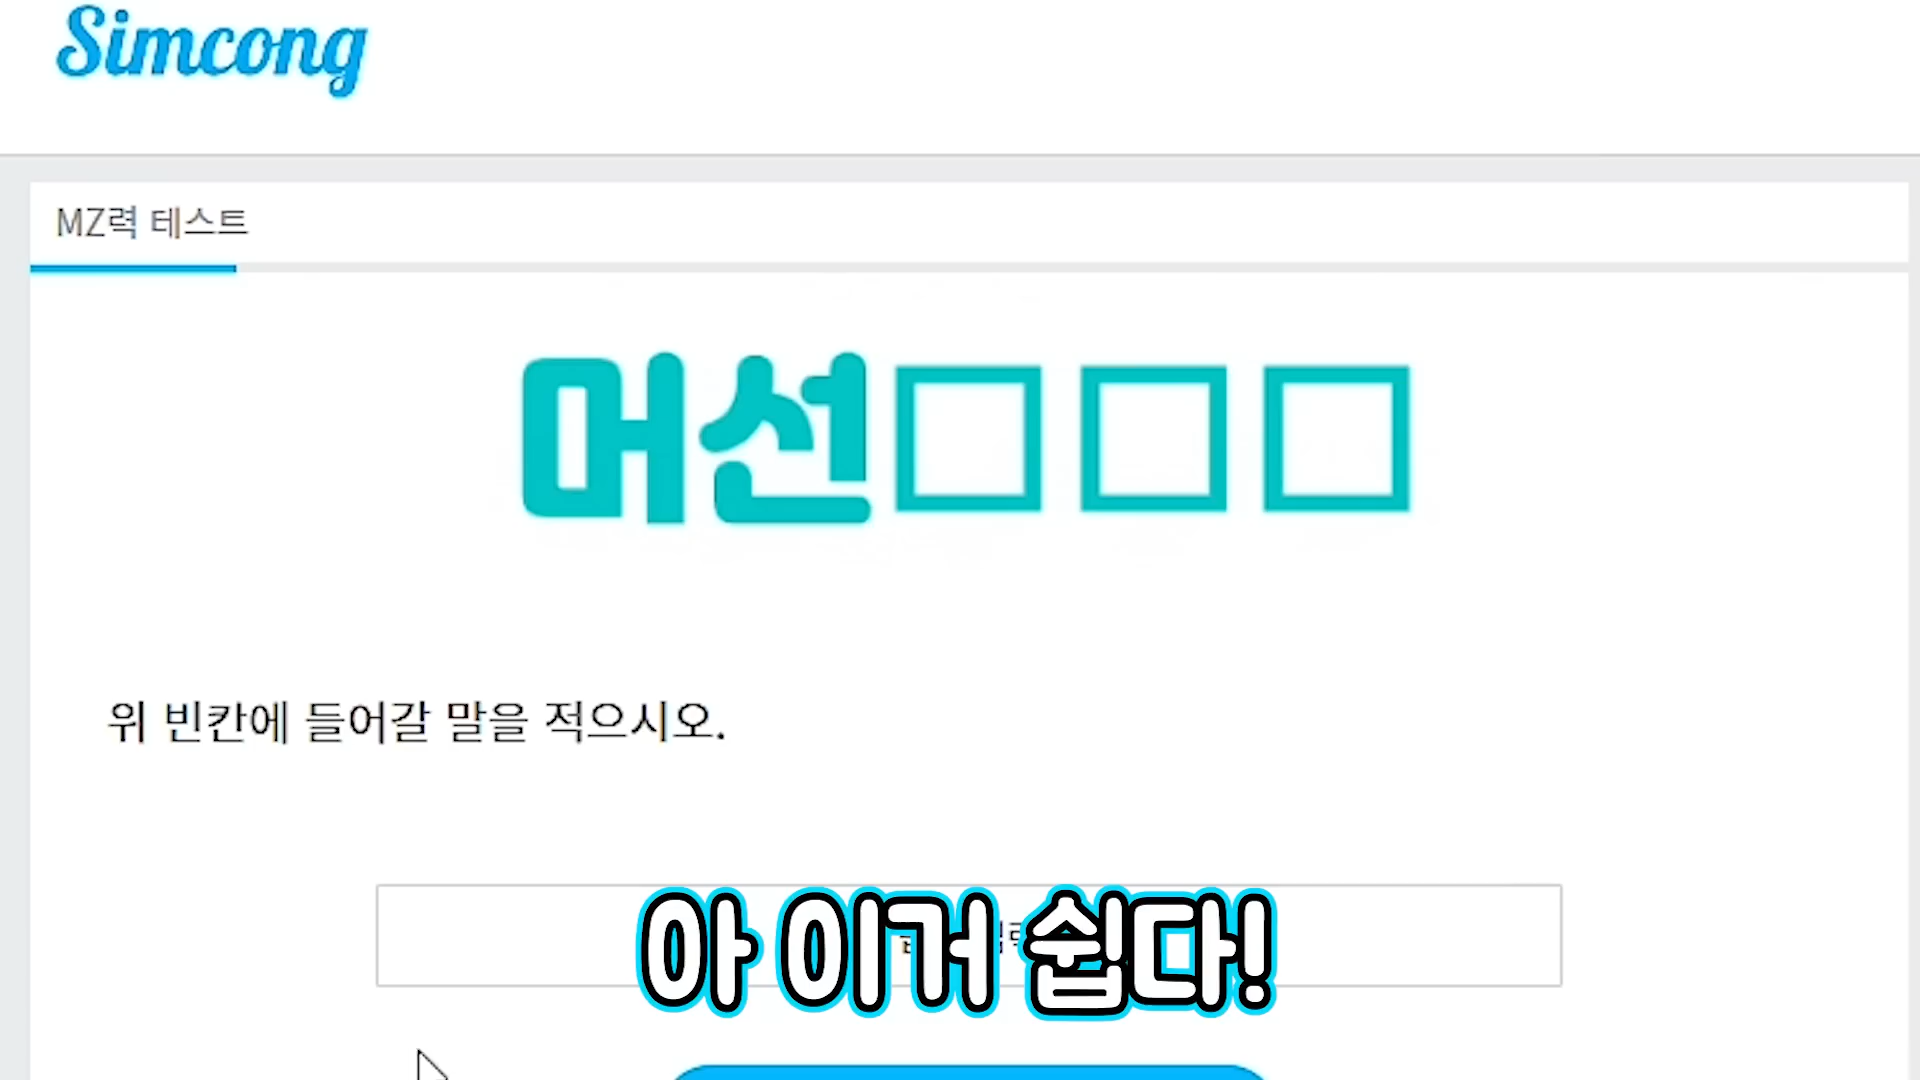 Simcong
MZ력 테스트
머선□□□
위 빈칸에 들어갈 말을 적으시오.
아 이거 쉽다!